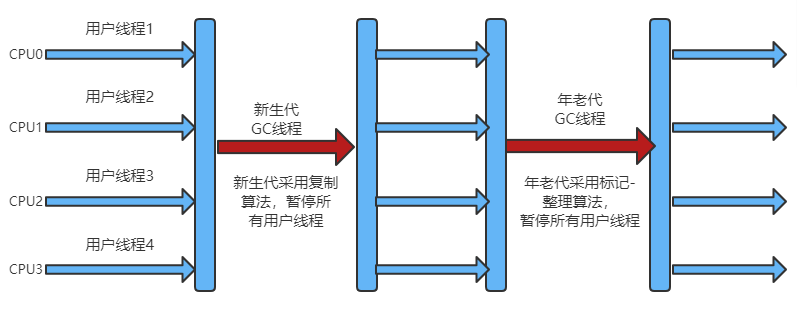 用户线程1
CPU0
用户线程2
CPU1
用户线程3
CPU2
用户线程4
CPU3
新生代
GC线程
新生代采用复制
算法，暂停所
有用户线程
年老代
GC线程
年老代采用标记-
整理算法，
暂停所有用户线程